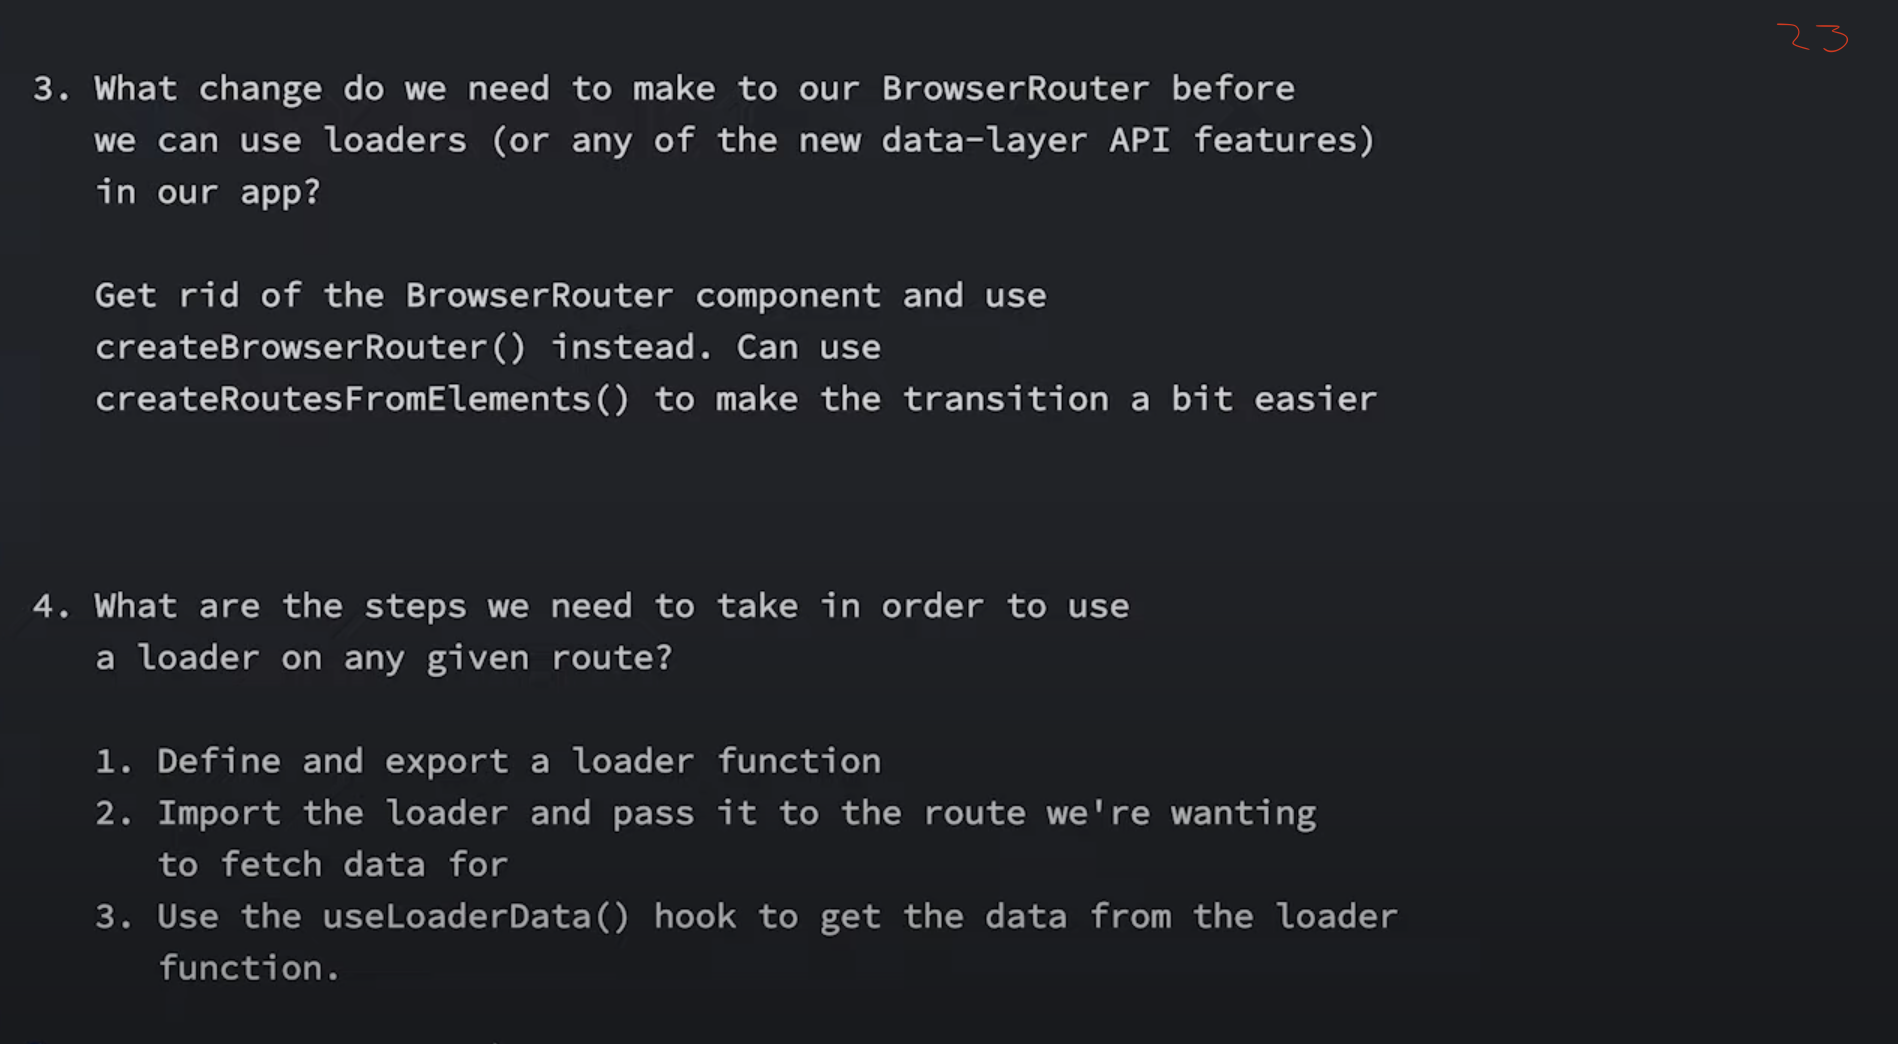 23
3. What change do we need to make to our BrowserRouter before
we can use loaders (or any of the new data-layer API features)
in our app?
Get rid of the BrowserRouter component and use
createBrowserRouter() instead. Can use
createRoutesFromElements() to make the transition a bit easier
4. What are the steps we need to take in order to use
a loader on any given route?
1. Define and export a loader function
2. Import the loader and pass it to the route we're wanting
to fetch data for
3. Use the useLoaderData() hook to get the data from the loader
function.